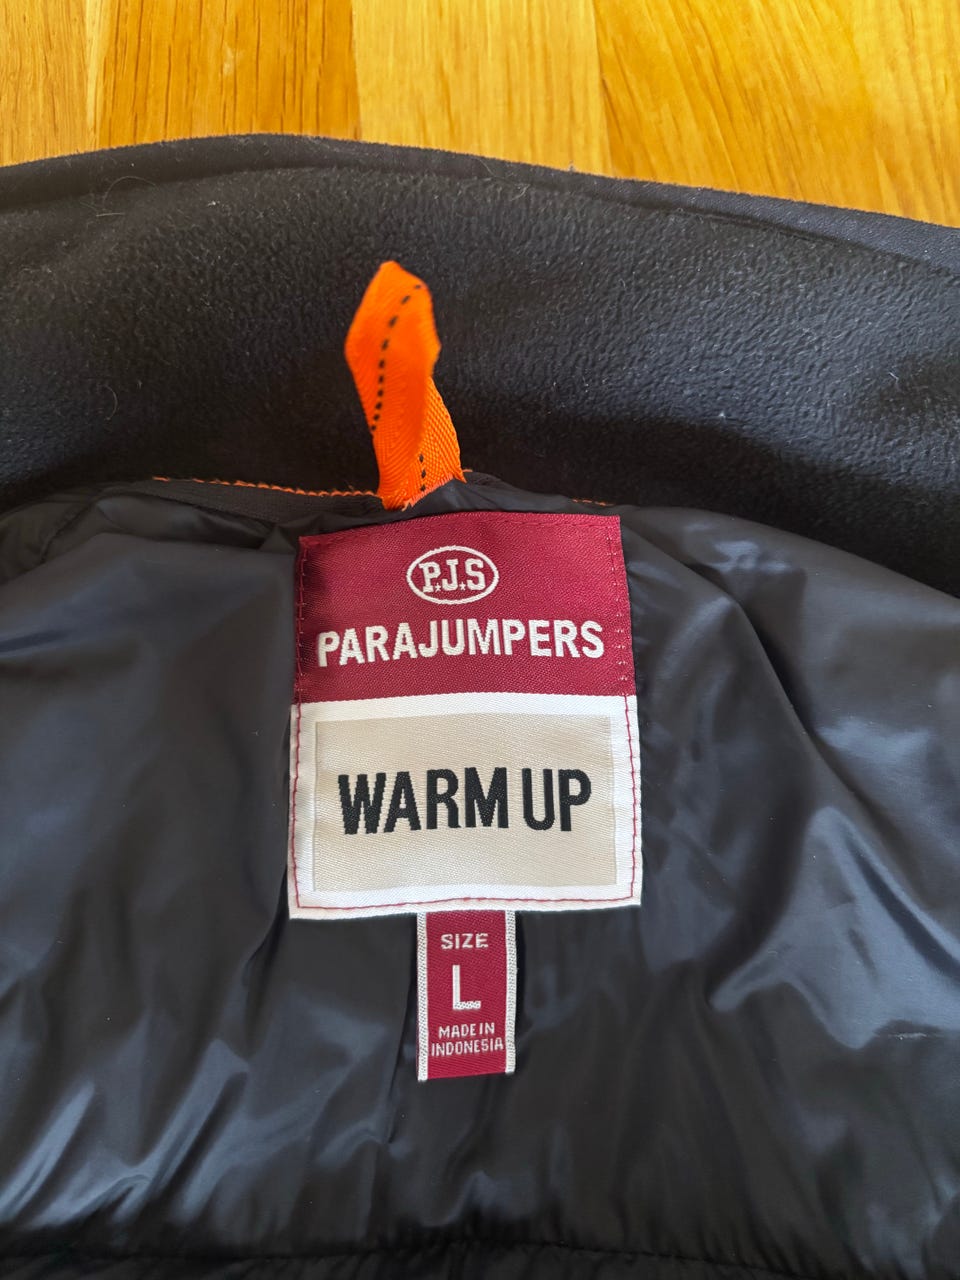 P.J.S
PARAJUMPERS
WARM UP
SIZE
L
MADE IN
INDONESIA